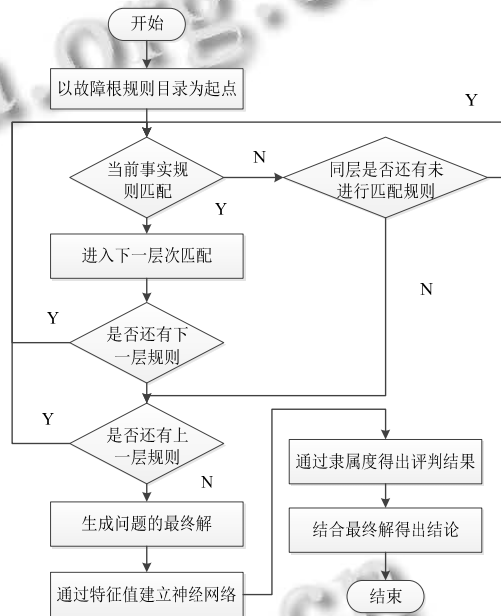 开始
以故障根规则目录为起点
Y
当前事实规
则匹配
N
同层是否还有未
进行匹配规则
Y
进入下一层次匹配
N
Y
是否还有下
一层规则
Y
是否还有上
一层规则
N
通过隶属度得出评判结果
生成问题的最终解
结合最终解得出结论
通过特征值建立神经网络
结束